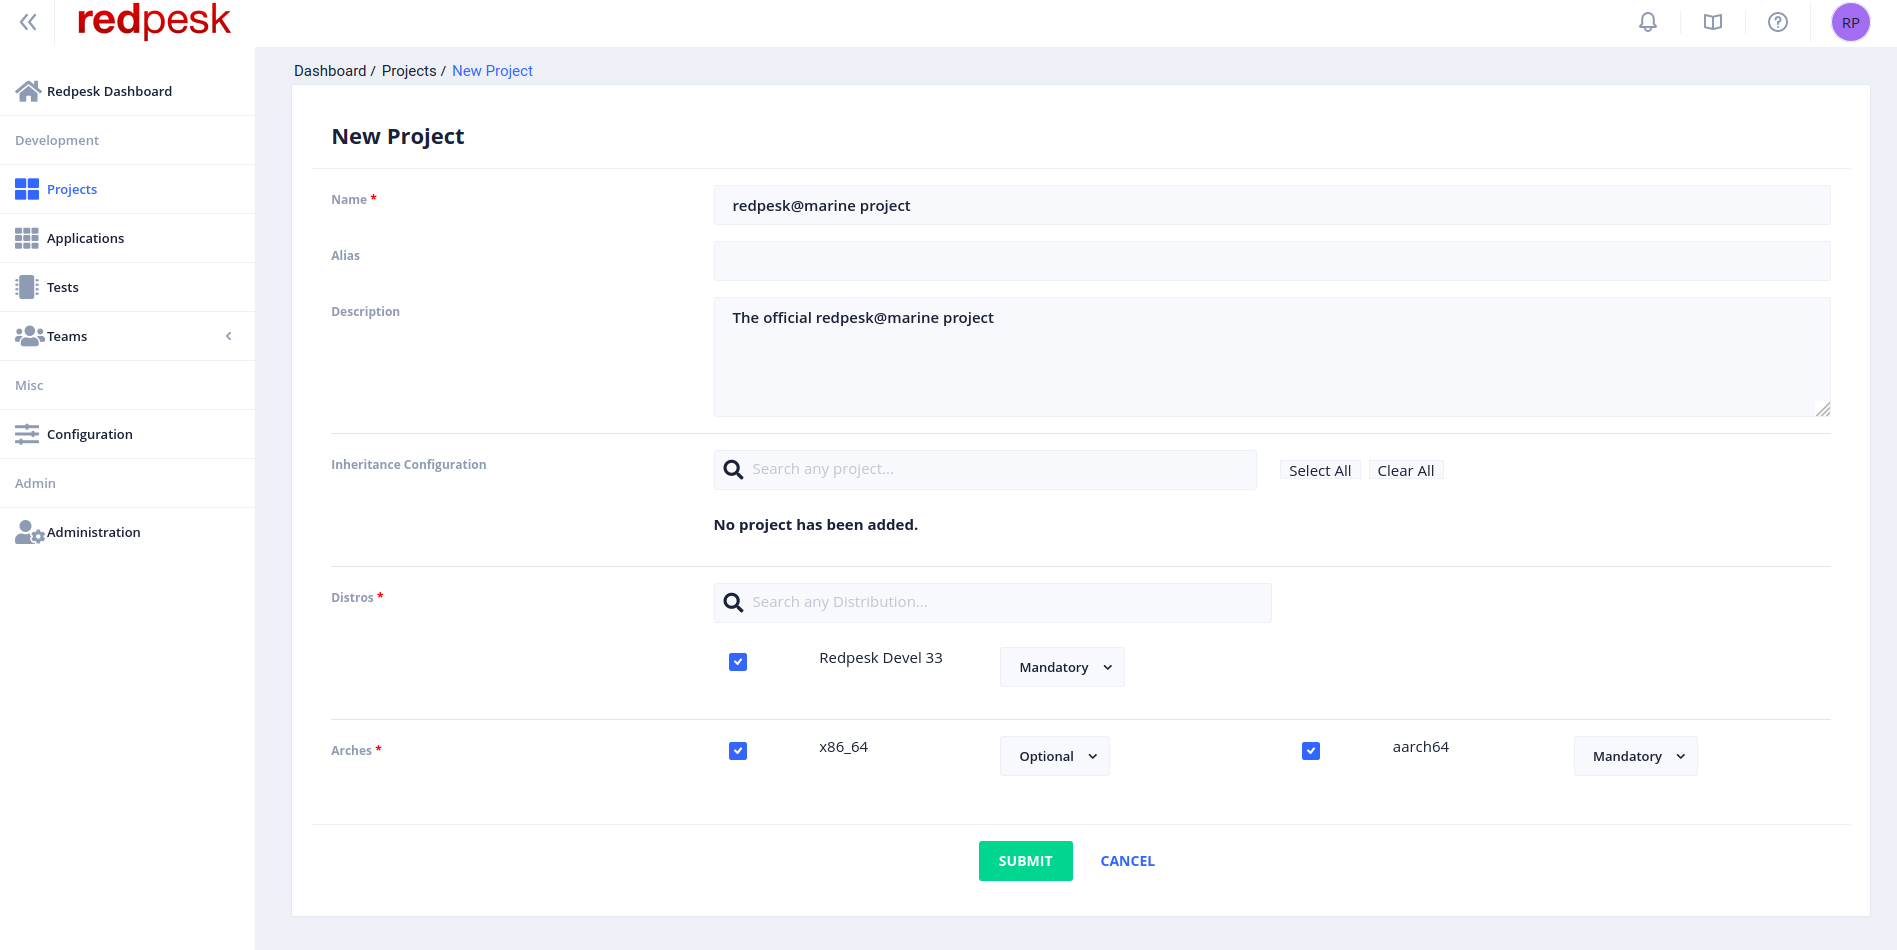 redpesk
RP
Redpesk Dashboard
Development
Projects
Applications
Tests
Teams
Misc
Configuration
Admin
Administration
Dashboard / Projects / New Project
New Project
Name *
redpesk@marine project
Alias
Description
The official redpesk@marine project
Inheritance Configuration
Search any project...
Select All
Clear All
No project has been added.
Distros *
Search any Distribution...
Redpesk Devel 33
Mandatory
Arches *
x86_64
Optional
aarch64
Mandatory
SUBMIT
CANCEL